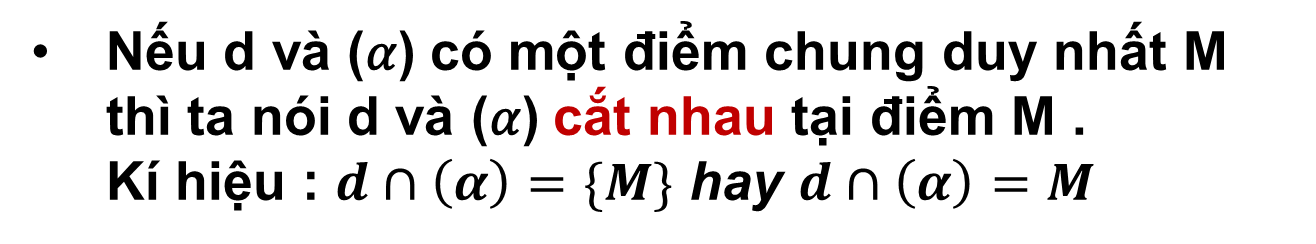 • Nếu d và (𝜶) có một điểm chung duy nhất M
thì ta nói d và (𝜶) cắt nhau tại điểm M .
Kí hiệu : 𝒅 ∩ (𝜶) = {𝑴} hay 𝒅 ∩ (𝜶) = 𝑴